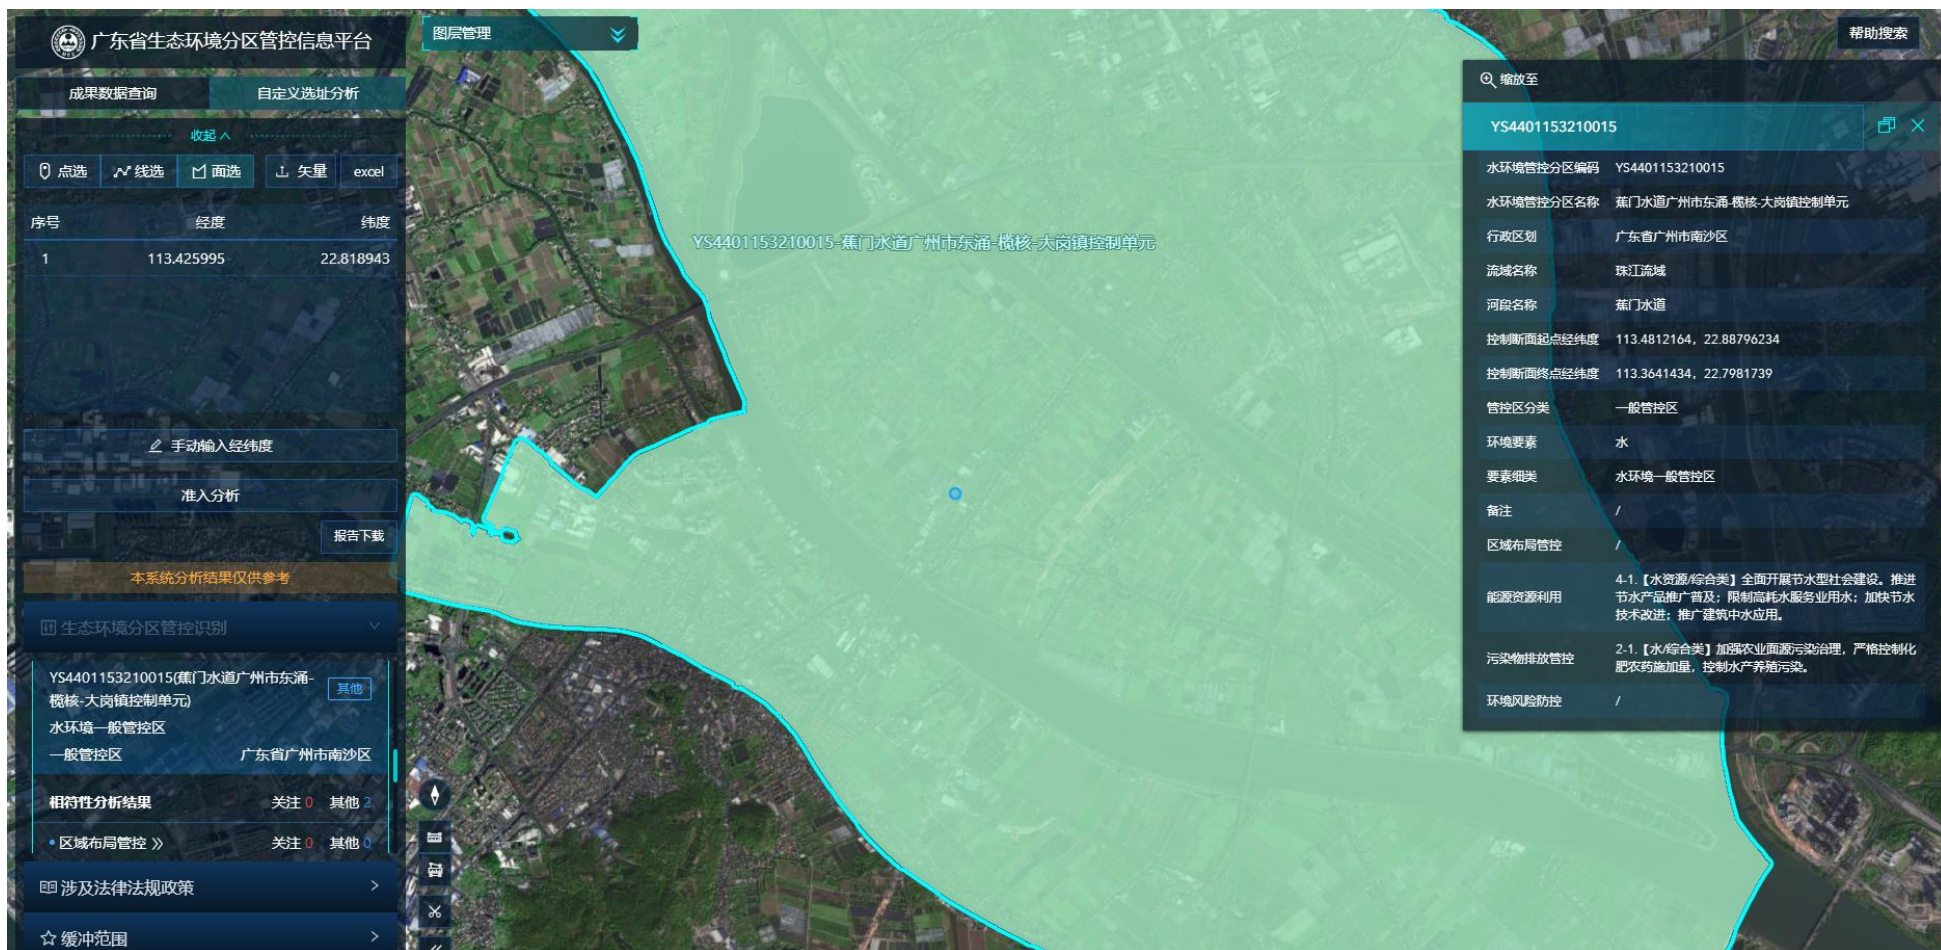 广东省生态环境分区管控信息平台
成果数据查询 自定义选址分析
收起
点选 线选 面选 矢量 excel
序号 经度 纬度
1 113.425995 22.818943
手动输入经纬度
准入分析
报告下载
本系统分析结果仅供参考
生态环境分区管控识别
YS4401153210015(蕉门水道广州市东涌-
榄核-大岗镇控制单元)
其他
水环境一般管控区
一般管控区 广东省广州市南沙区
相符性分析结果 关注 0 其他 2
区域布局管控 关注 0 其他 0
涉及法律法规政策
缓冲范围
图层管理
YS4401153210015-蕉门水道广州市东涌-榄核-大岗镇控制单元
帮助搜索
缩放至
YS4401153210015
水环境管控分区编码 YS4401153210015
水环境管控分区名称 蕉门水道广州市东涌-榄核-大岗镇控制单元
行政区划 广东省广州市南沙区
流域名称 珠江流域
河段名称 蕉门水道
控制断面起点经纬度 113.4812164，22.88796234
控制断面终点经纬度 113.3641434，22.7981739
管控区分类 一般管控区
环境要素 水
要素细类 水环境一般管控区
备注 /
区域布局管控 /
能源资源利用 4-1.【水资源/综合类】全面开展节水型社会建设。推进
节水产品推广普及；限制高耗水服务业用水；加快节水
技术改进；推广建筑中水应用。
污染物排放管控 2-1.【水/综合类】加强农业面源污染治理，严格控制化
肥农药施加量，控制水产养殖污染。
环境风险防控 /